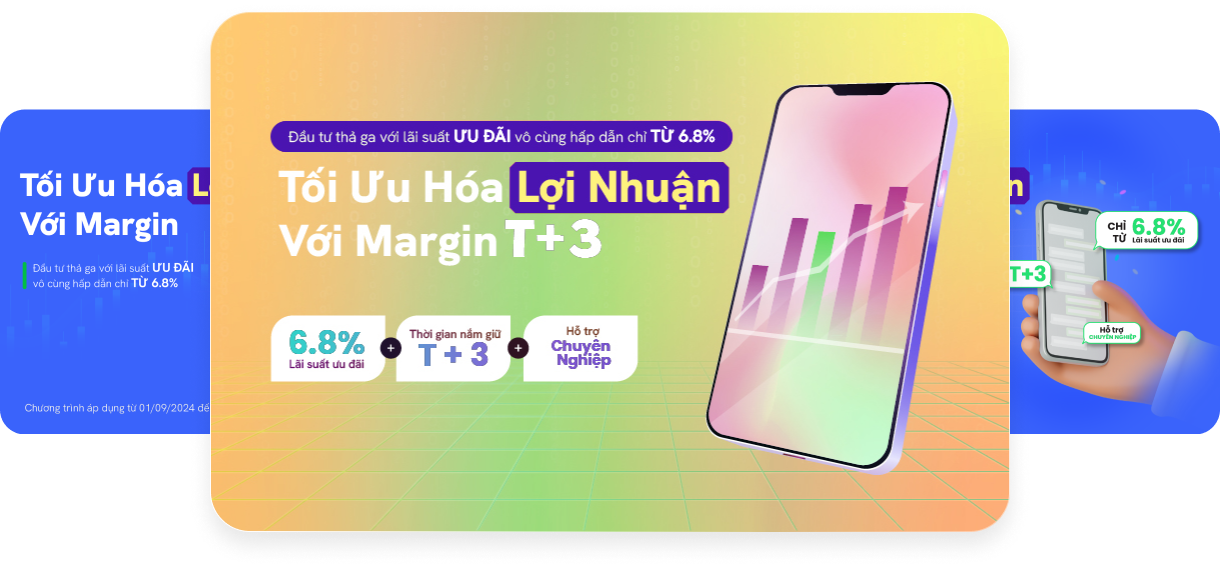 Đầu tư thả ga với lãi suất ƯU ĐÃI vô cùng hấp dẫn chỉ TỪ 6.8%
Tối Ưu Hóa Lợi Nhuận
Với Margin T+3
6.8%
Lãi suất ưu đãi
+
Thời gian nắm giữ
T + 3
+
Hỗ trợ
Chuyên
Nghiệp
Tối Ưu Hóa
Với Margin
Đầu tư thả ga với lãi suất ƯU ĐÃI
vô cùng hấp dẫn chỉ TỪ 6.8%
Chương trình áp dụng từ 01/09/2024
CHỈ TỪ 6.8%
Lãi suất ưu đãi
T+3
Hỗ trợ
CHUYÊN NGHIỆP